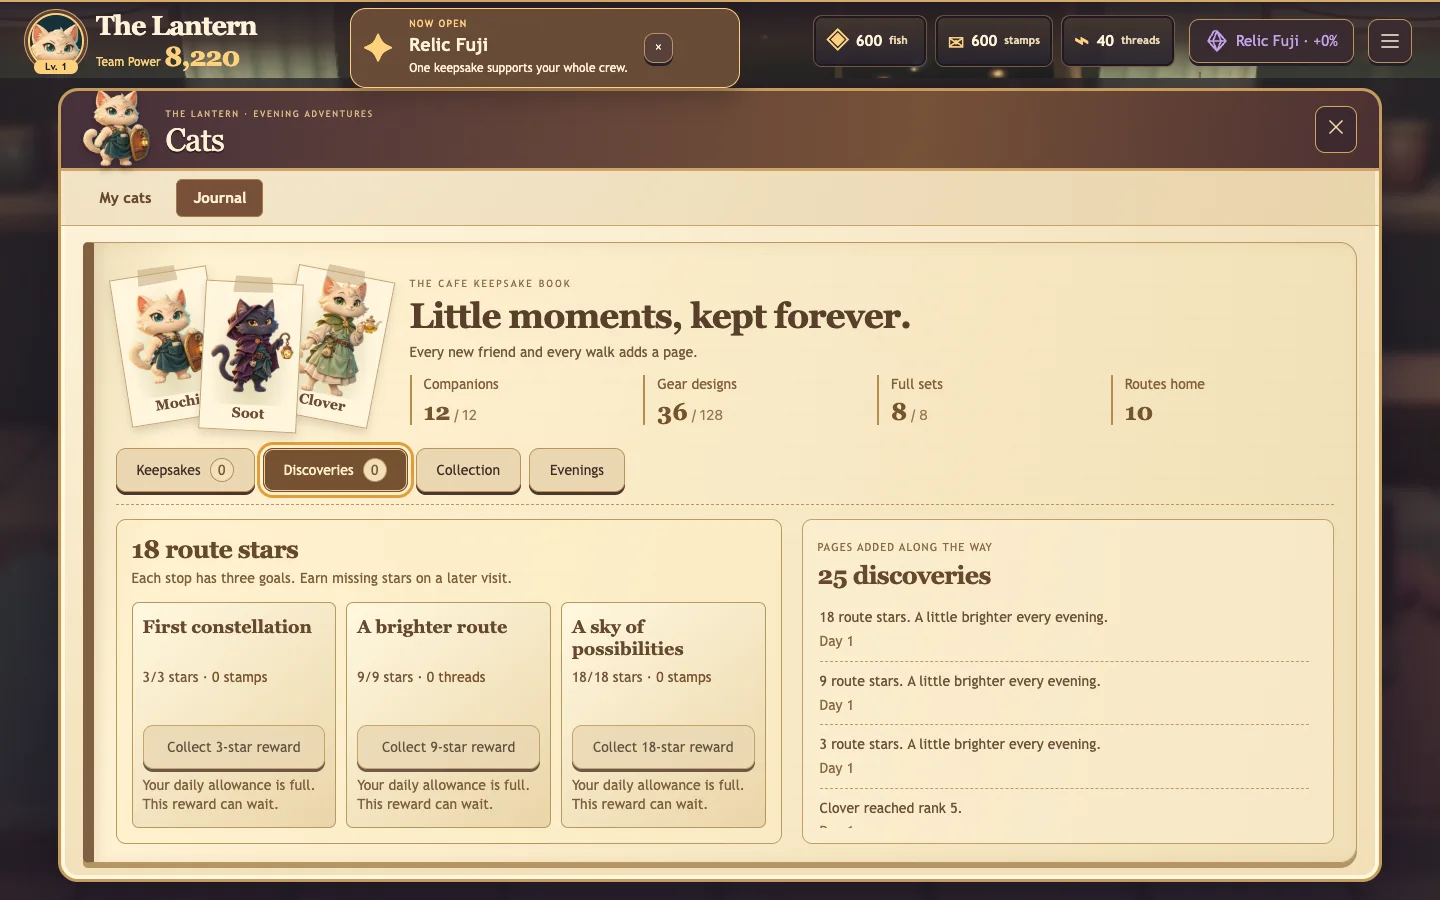 The Lantern
Lv. 1
Team Power 8,220
NOW OPEN
Relic Fuji
One keepsake supports your whole crew.
×
600 fish
600 stamps
40 threads
Relic Fuji · +0%
THE LANTERN · EVENING ADVENTURES
Cats
My cats
Journal
Mochi
Soot
Clover
THE CAFE KEEPSAKE BOOK
Little moments, kept forever.
Every new friend and every walk adds a page.
Companions
12 / 12
Gear designs
36 / 128
Full sets
8 / 8
Routes home
10
Keepsakes 0
Discoveries 0
Collection
Evenings
18 route stars
Each stop has three goals. Earn missing stars on a later visit.
First constellation
3/3 stars · 0 stamps
Collect 3-star reward
Your daily allowance is full.
This reward can wait.
A brighter route
9/9 stars · 0 threads
Collect 9-star reward
Your daily allowance is full.
This reward can wait.
A sky of
possibilities
18/18 stars · 0 stamps
Collect 18-star reward
Your daily allowance is full.
This reward can wait.
PAGES ADDED ALONG THE WAY
25 discoveries
18 route stars. A little brighter every evening.
Day 1
9 route stars. A little brighter every evening.
Day 1
3 route stars. A little brighter every evening.
Day 1
Clover reached rank 5.